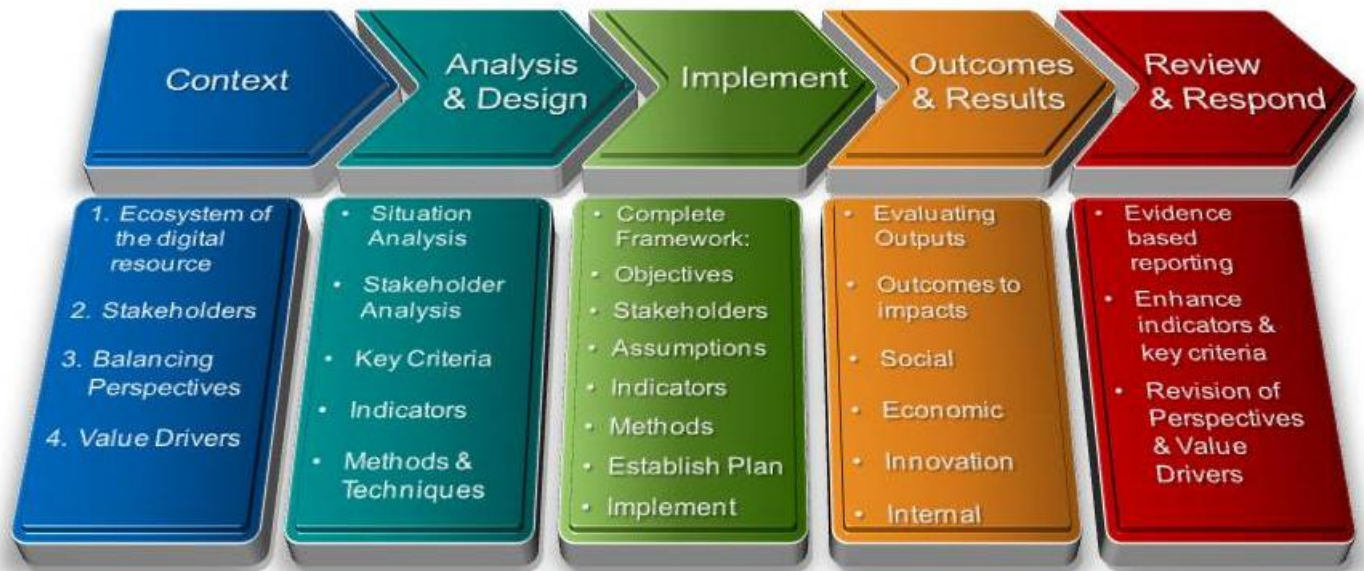 Context
Analysis
& Design
Implement
Outcomes
& Results
Review
& Respond
1. Ecosystem of
the digital
resource
2. Stakeholders
3. Balancing
Perspectives
4. Value Drivers
• Situation
Analysis
• Stakeholder
Analysis
• Key Criteria
• Indicators
• Methods &
Techniques
• Complete
Framework:
• Objectives
• Stakeholders
• Assumptions
• Indicators
• Methods
• Establish Plan
• Implement
• Evaluating
Outputs
• Outcomes to
impacts
• Social
• Economic
• Innovation
• Internal
• Evidence
based
reporting
• Enhance
indicators &
key criteria
• Revision of
Perspectives
& Value
Drivers